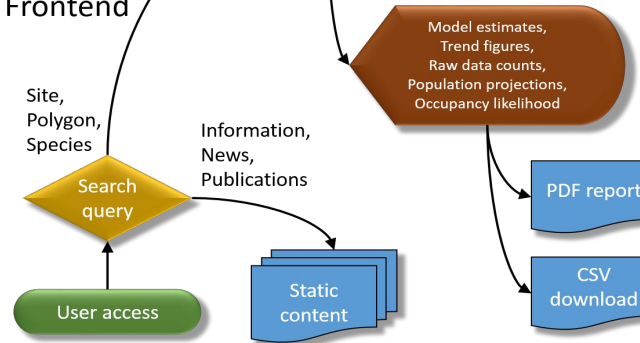 Frontend
Model estimates,
Trend figures,
Raw data counts,
Population projections,
Occupancy likelihood
Site,
Polygon,
Species
Information,
News,
Publications
Search
query
PDF report
Static
content
CSV
download
User access